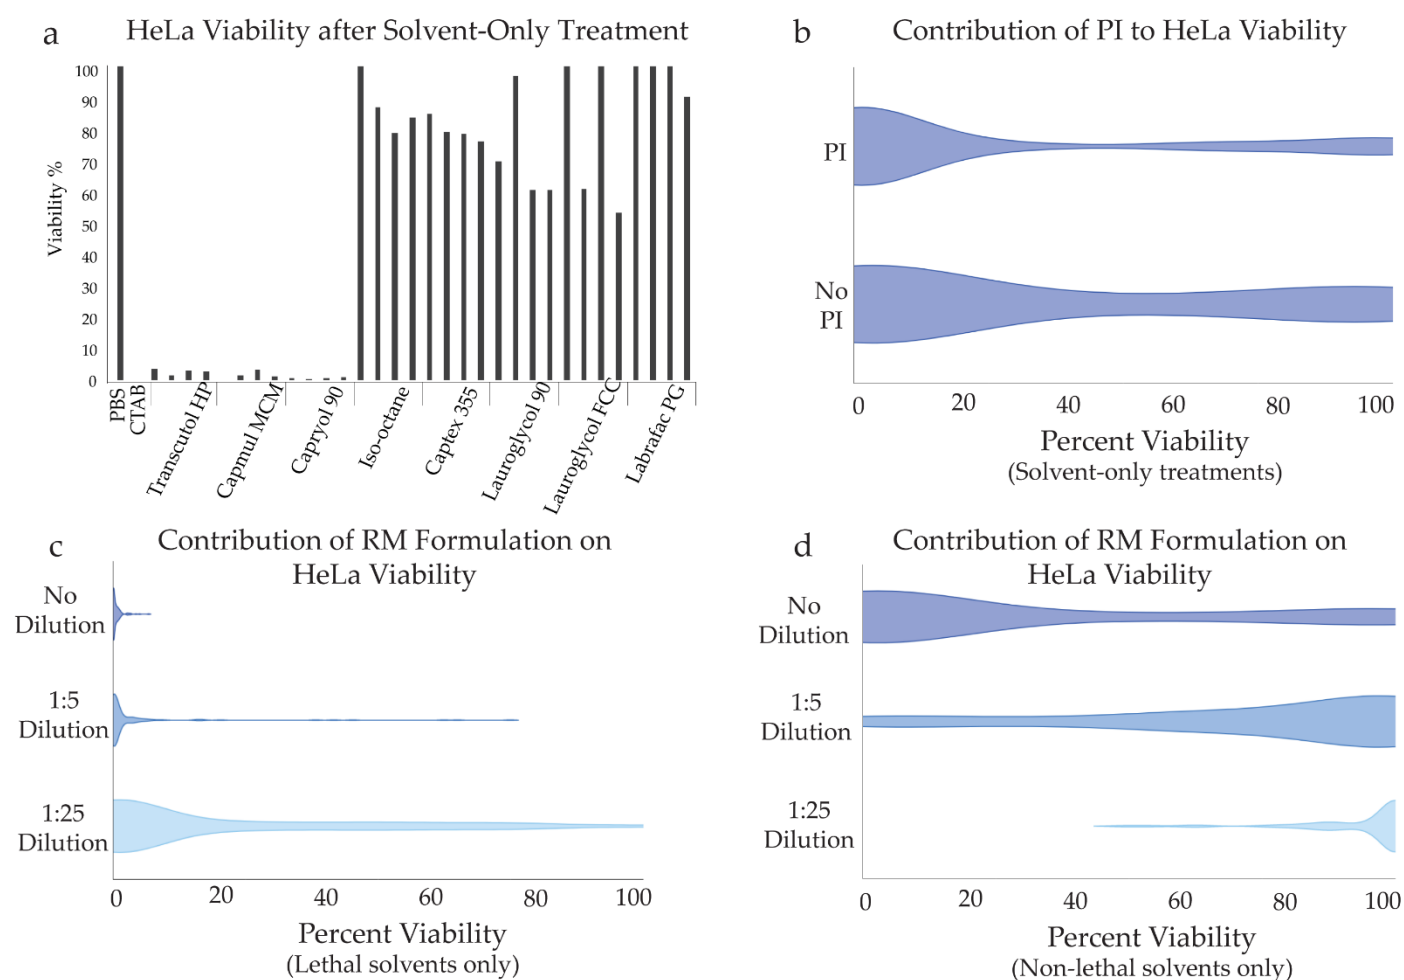 a
HeLa Viability after Solvent-Only Treatment
Viability %
100
90
80
70
60
50
40
30
20
10
0
PBS
CTAB
Transcutol HP
Capmul MCM
Capryol 90
Iso-octane
Captex 355
Lauroglycol 90
Lauroglycol FCC
Labrafac PG
b
Contribution of PI to HeLa Viability
PI
No
PI
0 20 40 60 80 100
Percent Viability
(Solvent-only treatments)
c
Contribution of RM Formulation on
HeLa Viability
No
Dilution
1:5
Dilution
1:25
Dilution
0 20 40 60 80 100
Percent Viability
(Lethal solvents only)
d
Contribution of RM Formulation on
HeLa Viability
No
Dilution
1:5
Dilution
1:25
Dilution
0 20 40 60 80 100
Percent Viability
(Non-lethal solvents only)